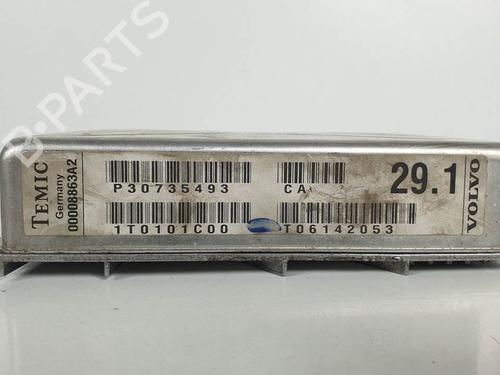 TEMIC
Germany
00008863A2
P30735493
CA
29.1
1T0101C00
T06142053
VOLVO
B-PARTS